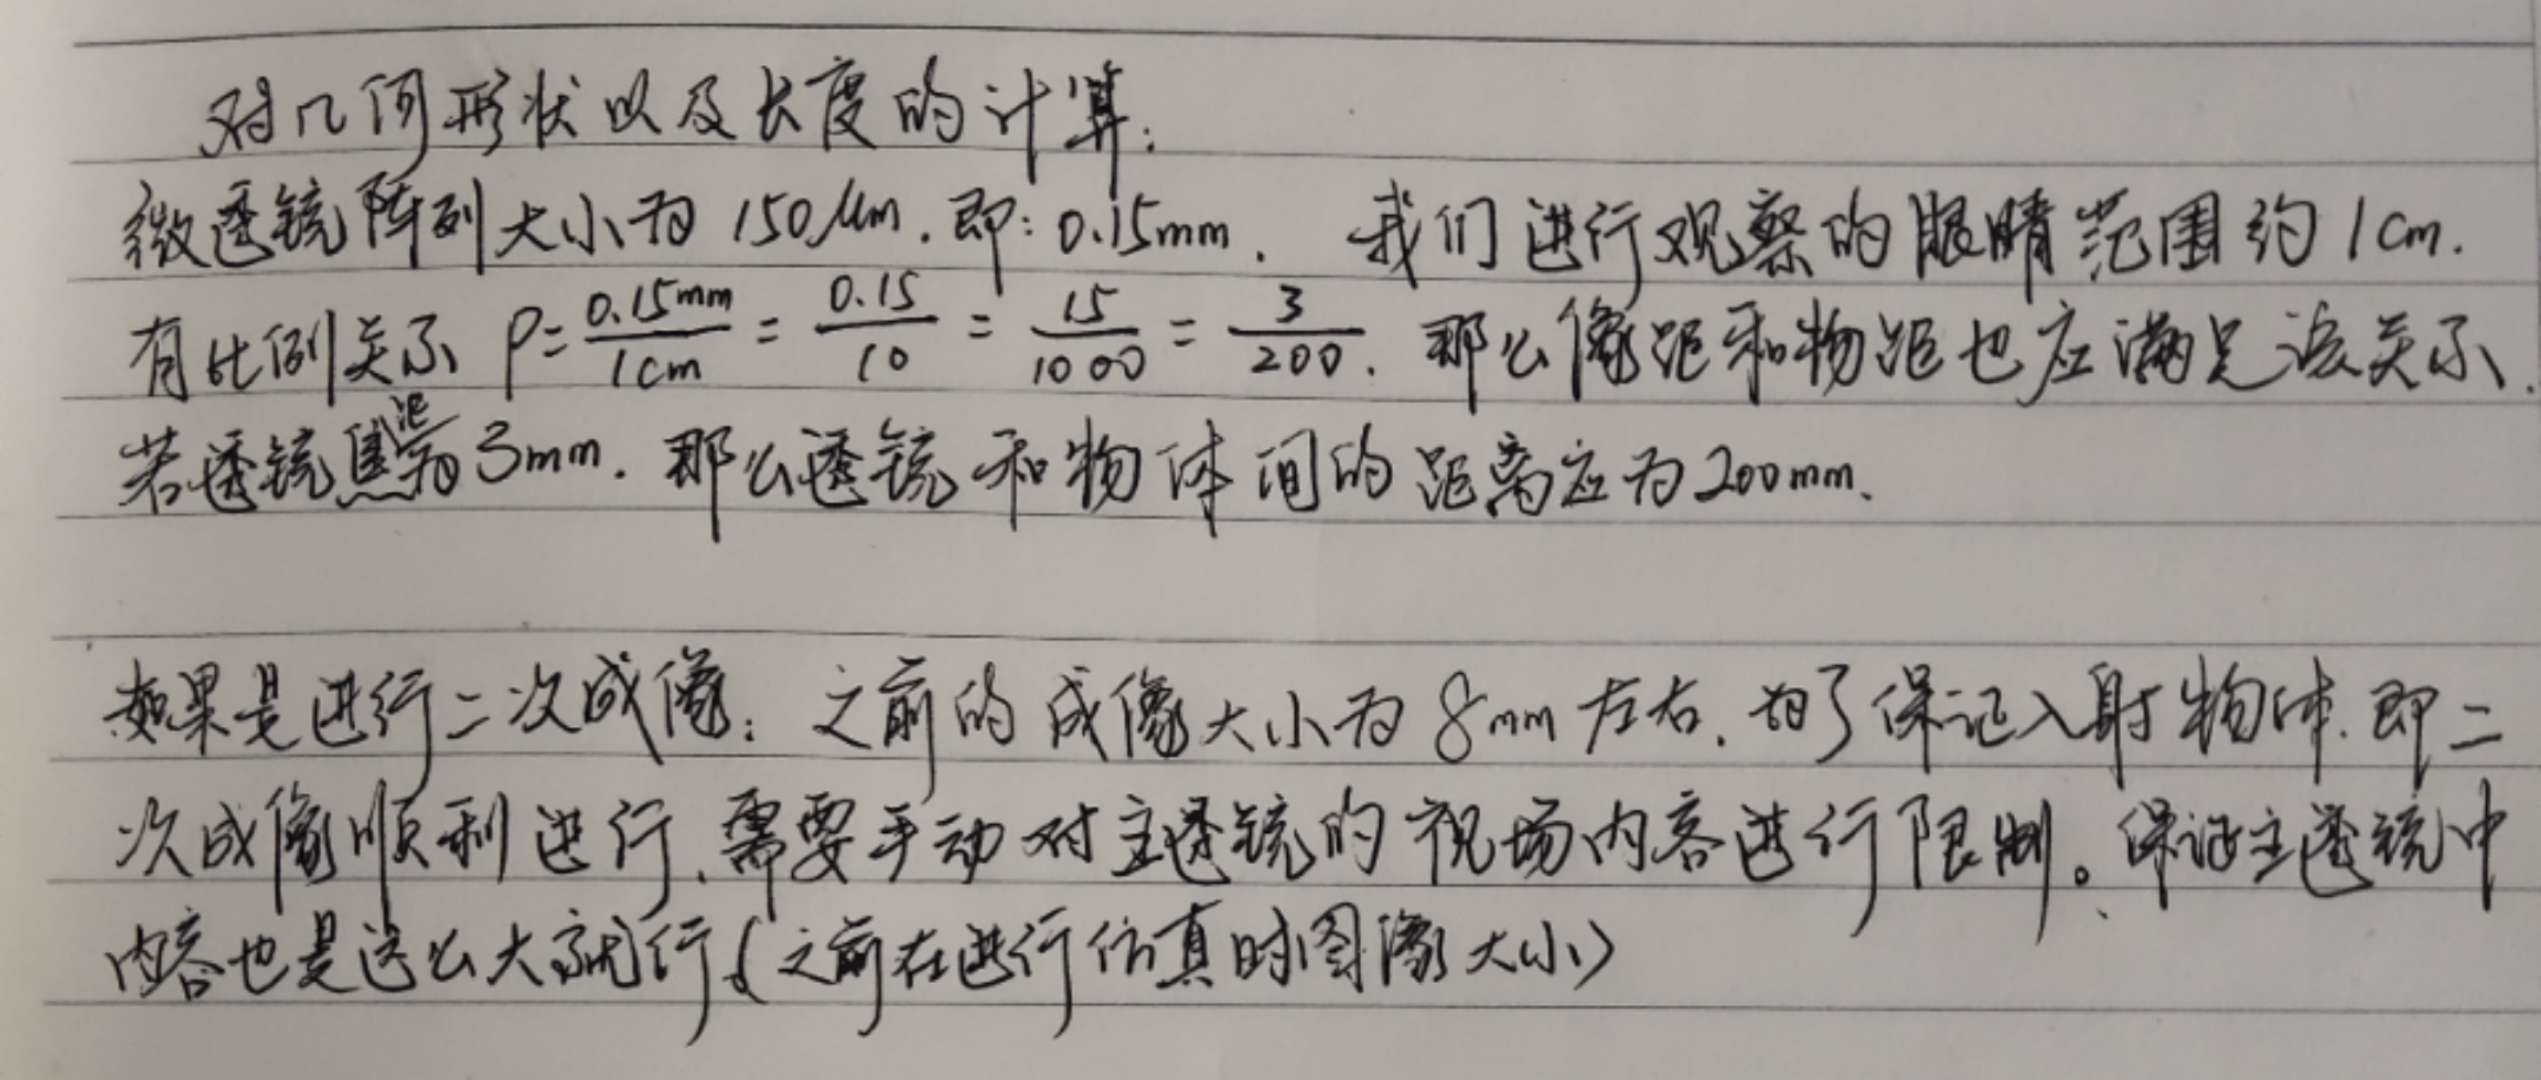 对几何形状以及长度的计算:
微透镜阵列大小为 150μm. 即: 0.15mm. 我们进行观察的眼睛范围约 1cm.
有比例关系 P = 0.15mm/1cm = 0.15/10 = 15/1000 = 3/200. 那么像距和物距也应满足该关系.
若透镜焦距为3mm. 那么透镜和物体间的距离应为200mm.
如果是进行二次成像: 之前的成像大小为 8mm 左右. 为了保证入射物体. 即二
次成像顺利进行. 需要手动对主透镜的视场内容进行限制。保证主透镜中
内容也是这么大就行. (之前在进行仿真时图像大小)